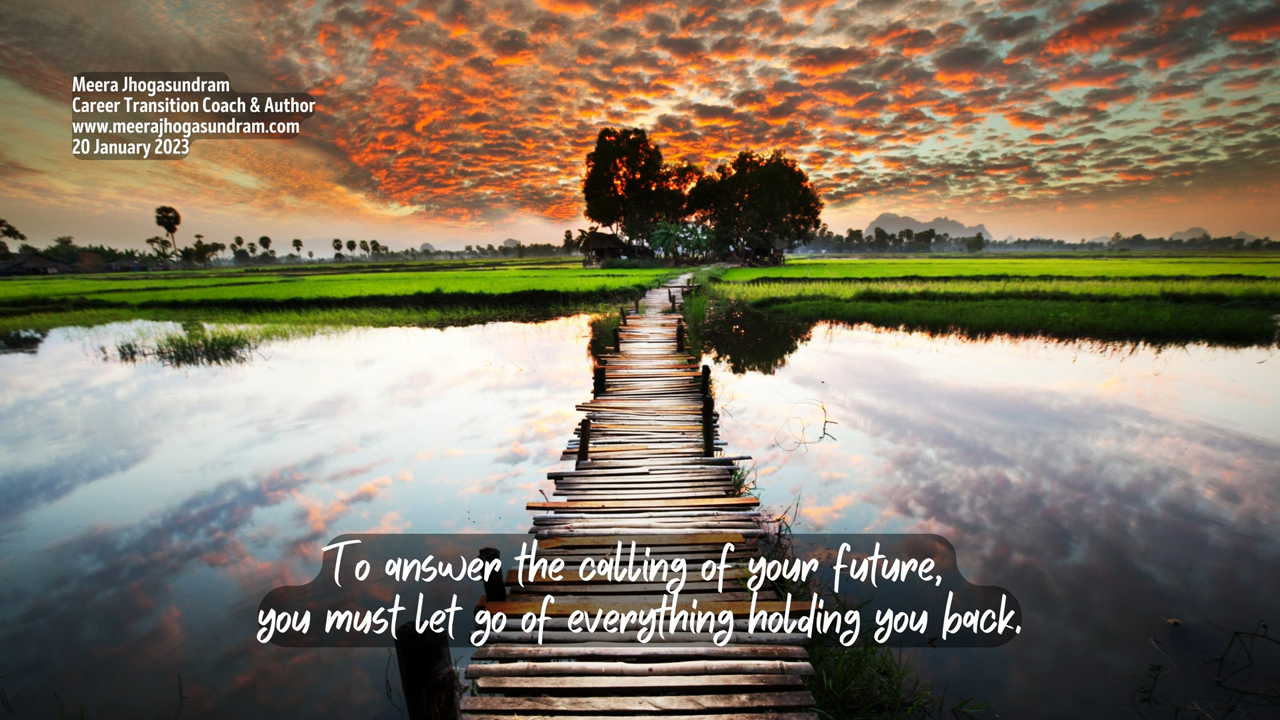 Meera Jhogasundram
Career Transition Coach & Author
www.meerajhogasundram.com
20 January 2023
To answer the calling of your future,
you must let go of everything holding you back.